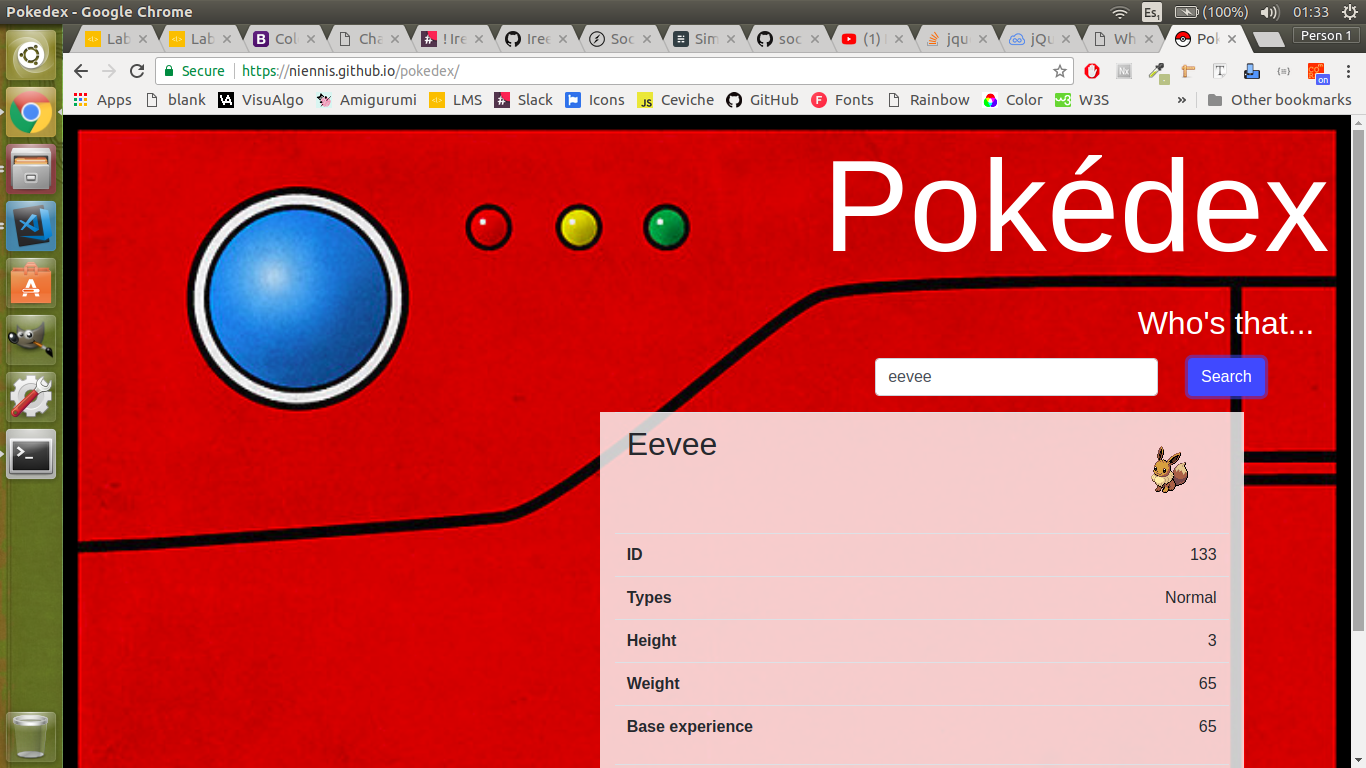 Pokedex - Google Chrome
Es1 (100%) 01:33
Lab Lab Col Cha !Ire Iree Soc Sim soc (1) jqu jQu Wh Pok Person 1
Secure https://niennis.github.io/pokedex/
on
Apps blank VisuAlgo Amigurumi LMS Slack Icons Ceviche GitHub Fonts Rainbow Color W3S » Other bookmarks
Pokédex
Who's that...
eevee Search
Eevee
ID 133
Types Normal
Height 3
Weight 65
Base experience 65